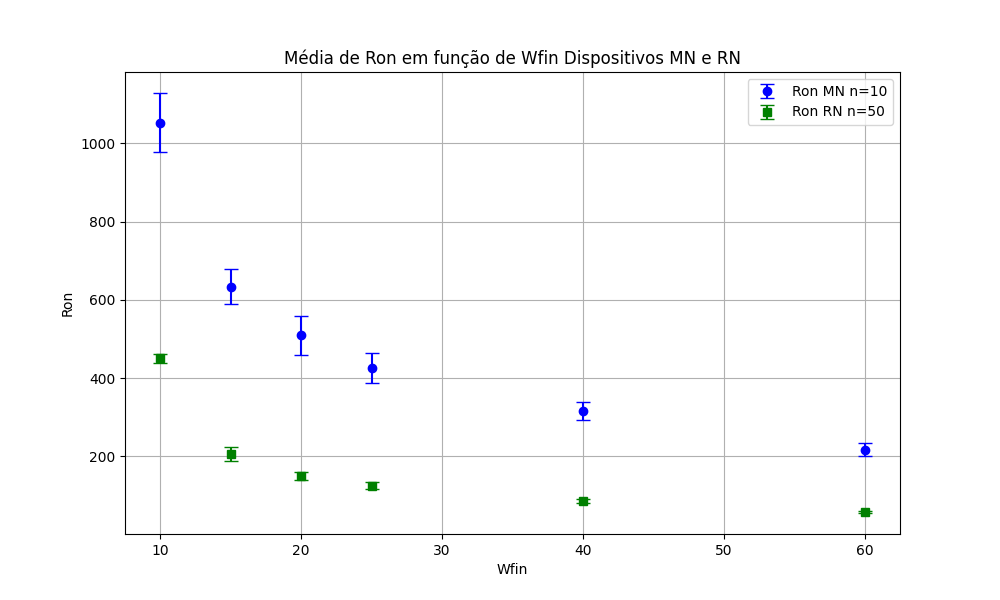 Média de Ron em função de Wfin Dispositivos MN e RN
Ron MN n=10
Ron RN n=50
1000
800
600
400
200
Ron
10
20
30
40
50
60
Wfin